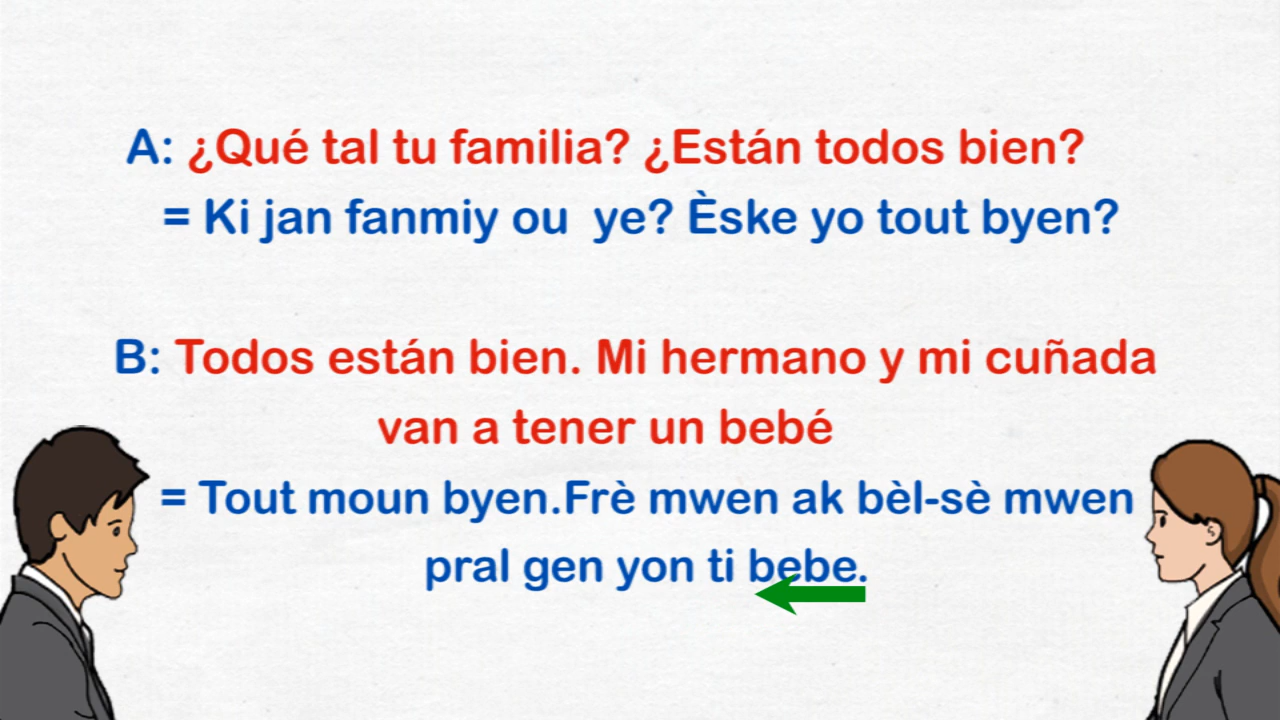 A: ¿Qué tal tu familia? ¿Están todos bien?
= Ki jan fanmiy ou ye? Èske yo tout byen?
B: Todos están bien. Mi hermano y mi cuñada
van a tener un bebé
= Tout moun byen.Frè mwen ak bèl-sè mwen
pral gen yon ti bebe.